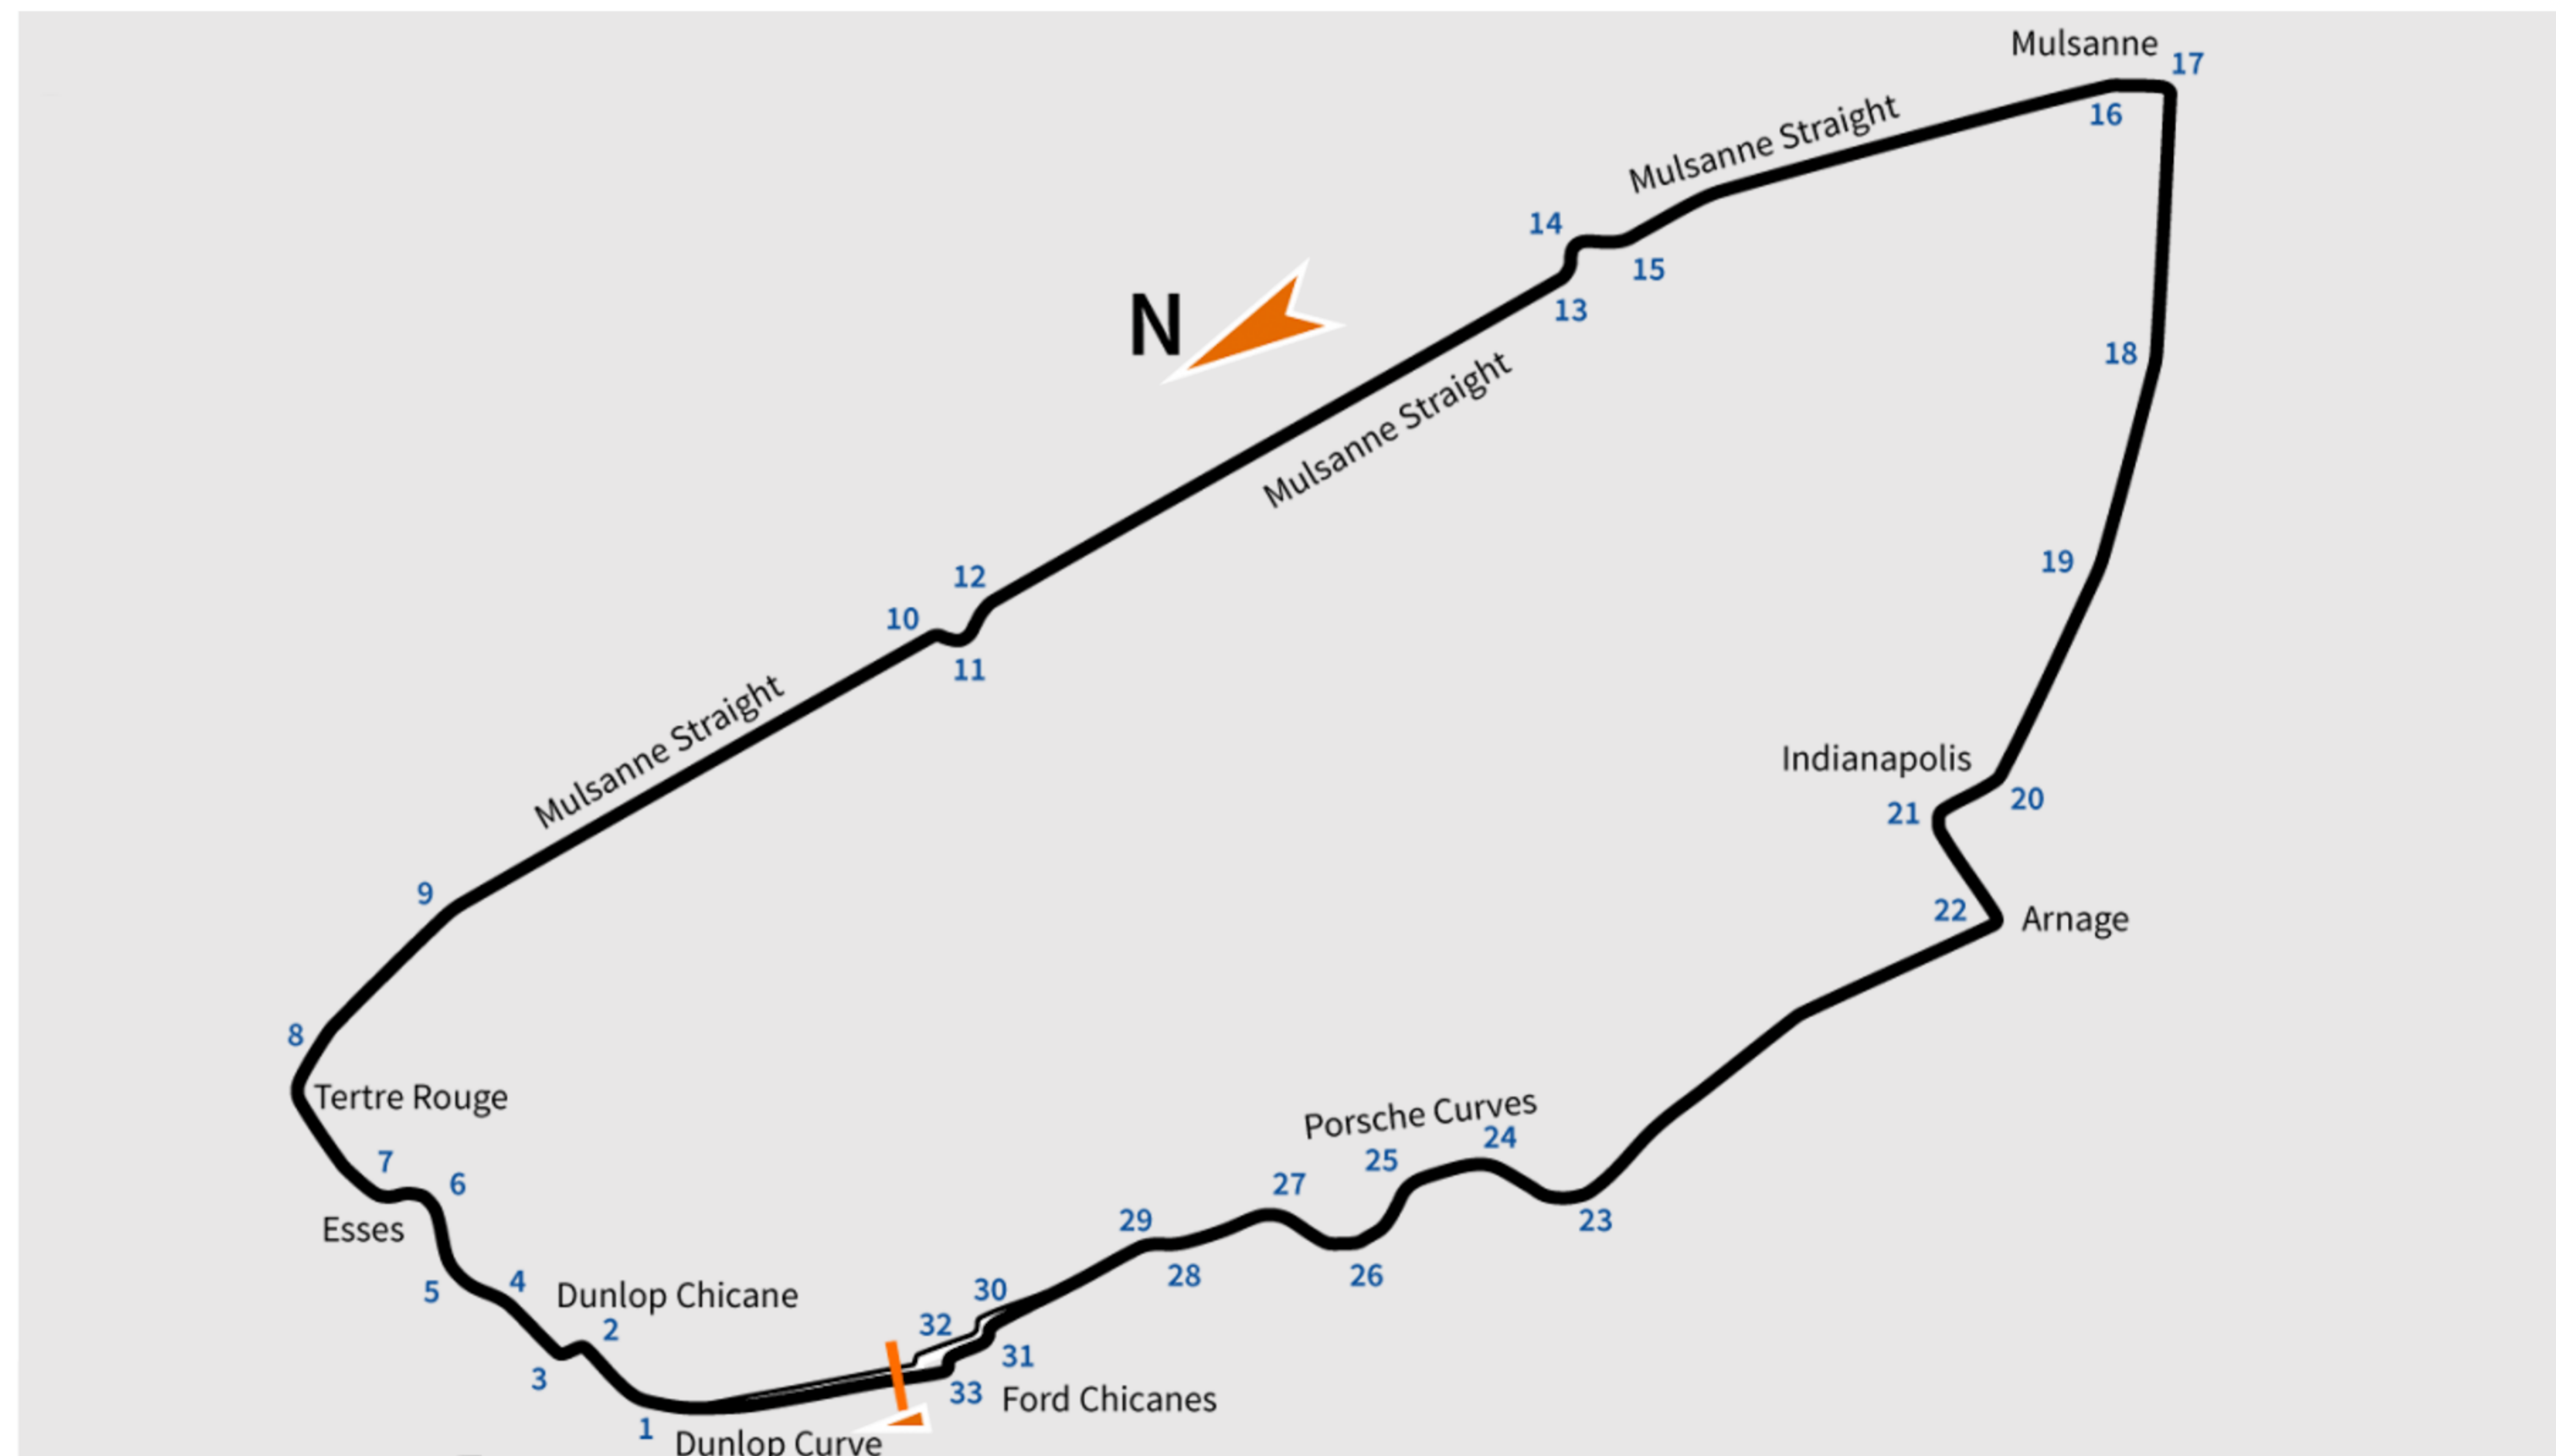 Mulsanne
17
16
Mulsanne Straight
14
15
13
N
18
Mulsanne Straight
19
12
10
11
Mulsanne Straight
Indianapolis
20
21
9
22
Arnage
8
Tertre Rouge
Porsche Curves
24
25
7
6
27
Esses
29
23
28
26
4
5
Dunlop Chicane
30
32
2
31
3
33
Ford Chicanes
1
Dunlop Curve